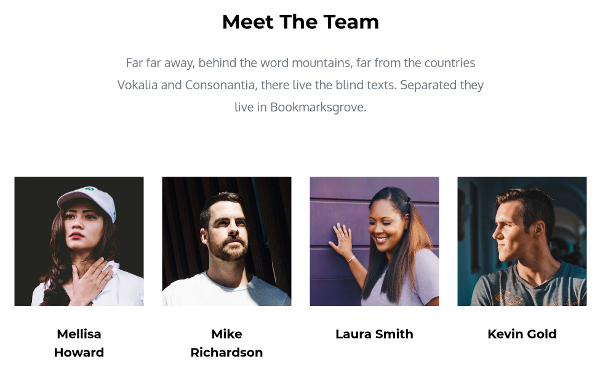 Meet The Team
Far far away, behind the word mountains, far from the countries
Vokalia and Consonantia, there live the blind texts. Separated they
live in Bookmarksgrove.
Mellisa
Howard
Mike
Richardson
Laura Smith
Kevin Gold